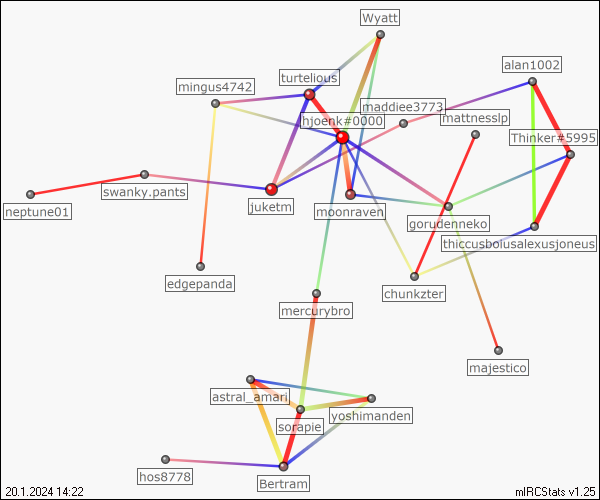 Wyatt
alan1002
turtelious
mingus4742
maddiee3773
mattnesslp
hjoenk#0000
Thinker#5995
swanky.pants
neptune01
juketm
moonraven
gorudenneko
thiccusboiusalexusjoneus
edgepanda
chunkzter
mercurybro
majestico
astral_amari
yoshimanden
sorapie
hos8778
Bertram
20.1.2024 14:22
mIRCStats v1.25